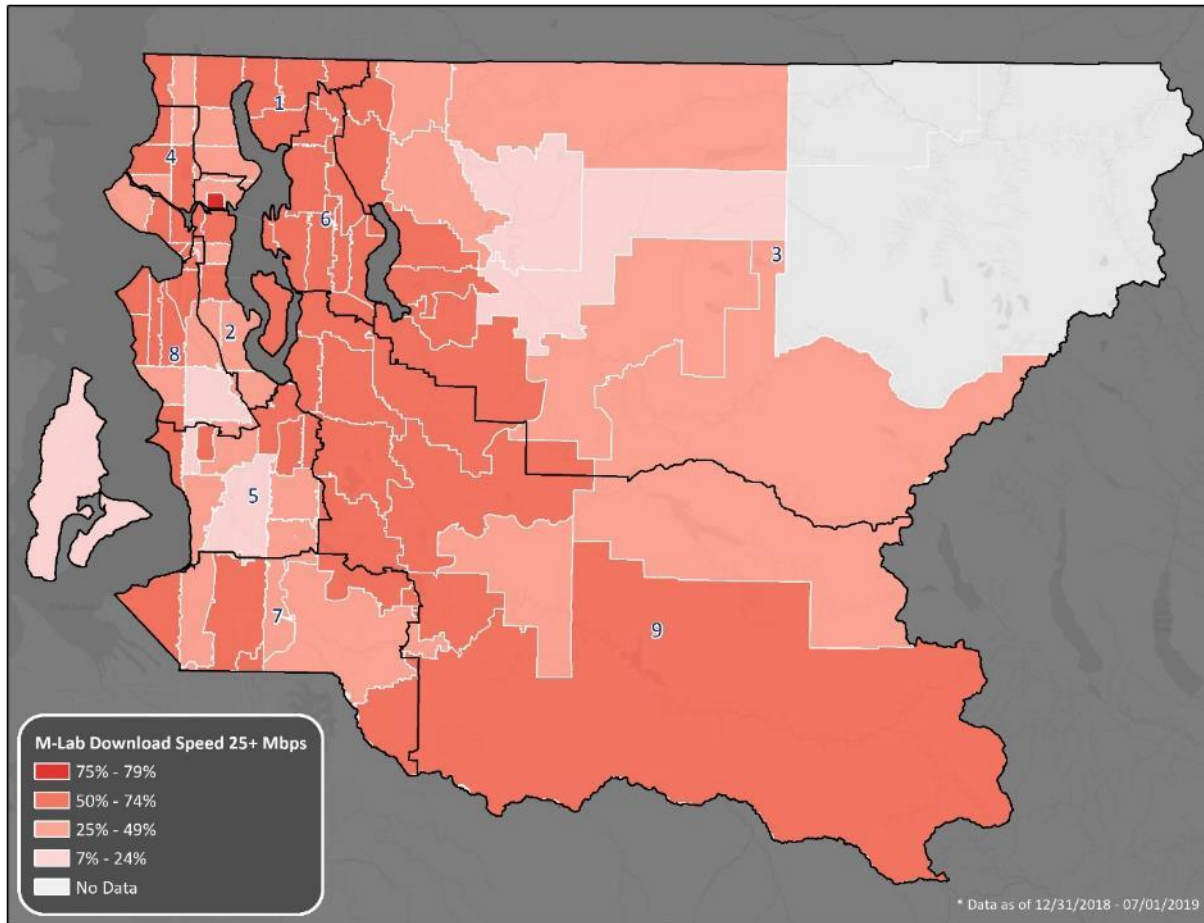 1
4
6
3
2
8
5
7
9
M-Lab Download Speed 25+ Mbps
75% - 79%
50% - 74%
25% - 49%
7% - 24%
No Data
* Data as of 12/31/2018 - 07/01/2019